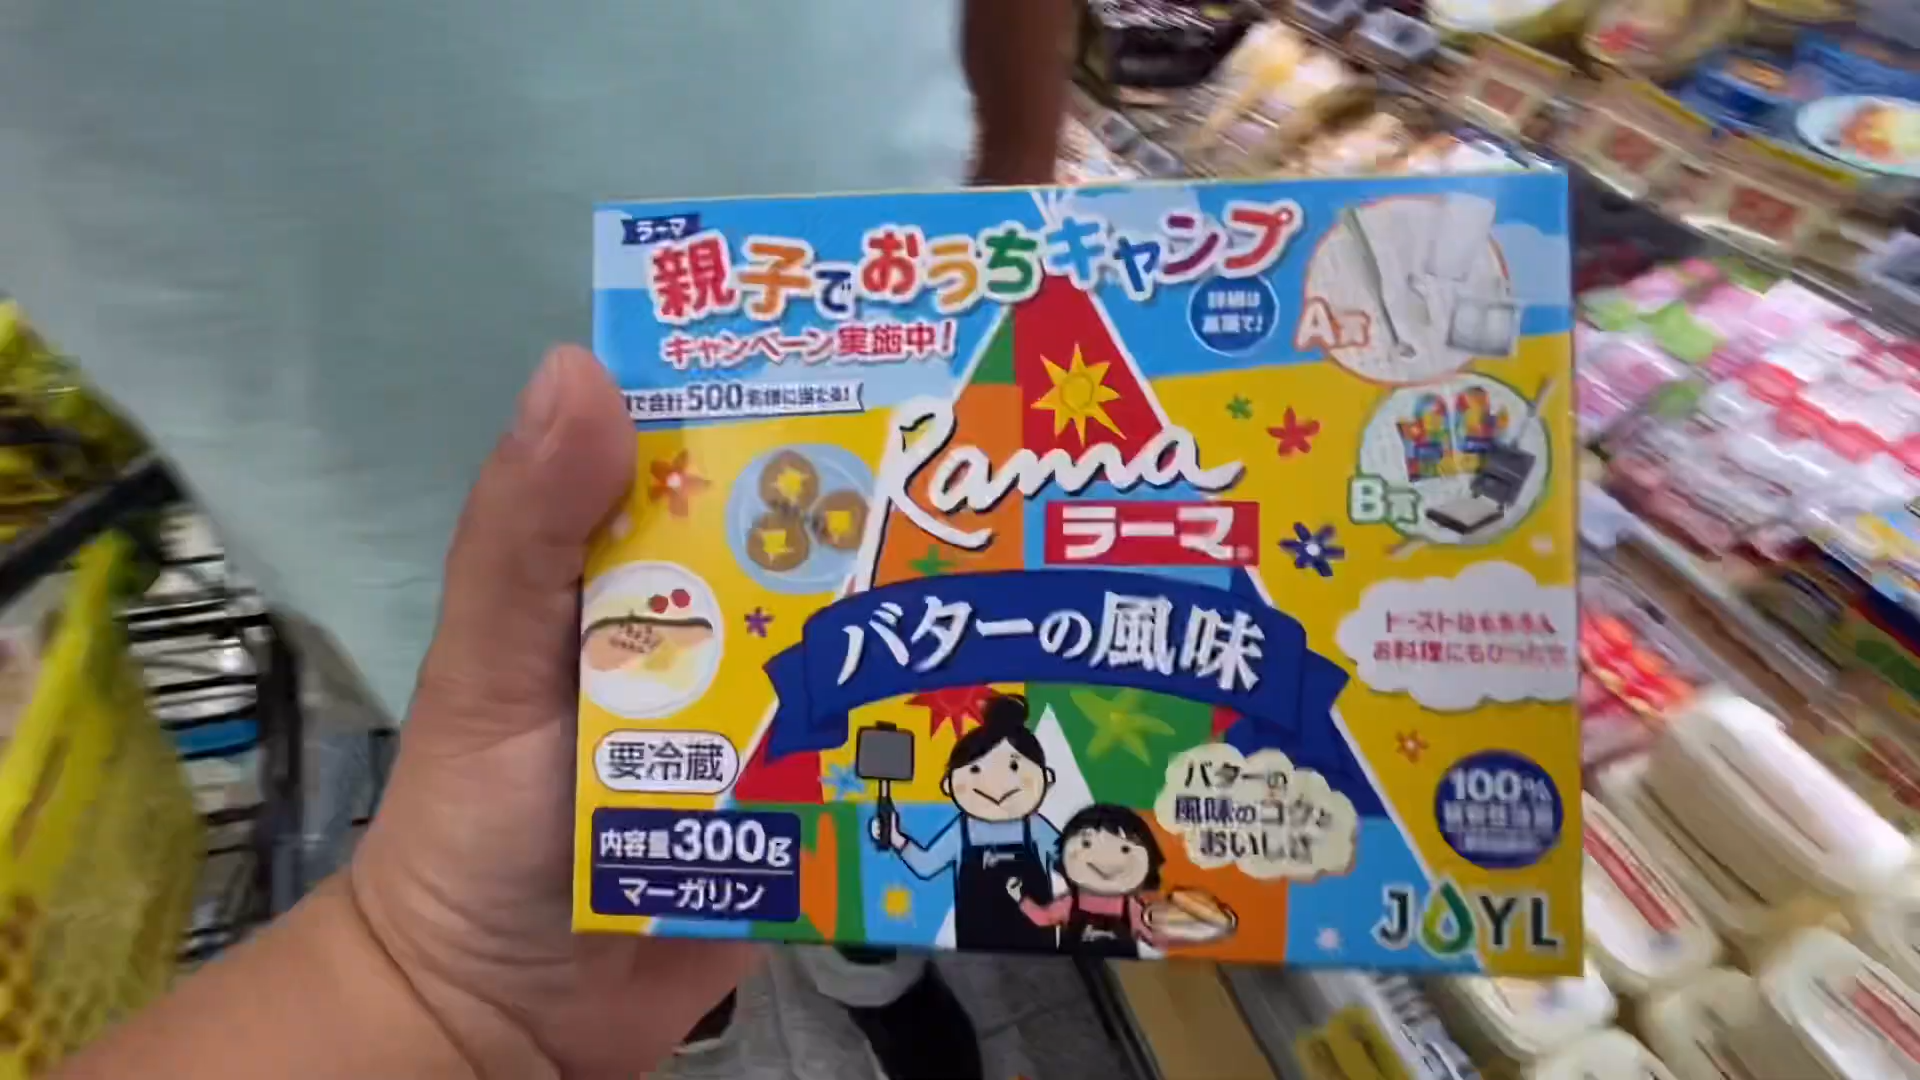 ラーマ
親子でおうちキャンプ
キャンペーン実施中!
で合計500名様に当たる!
詳細は
裏面で!
A賞
B賞
Rama
ラーマ
バターの風味
トーストはもちろん
お料理にもぴったり
要冷蔵
内容量300g
マーガリン
バターの
風味のコクと
おいしさ
100%
JOYL